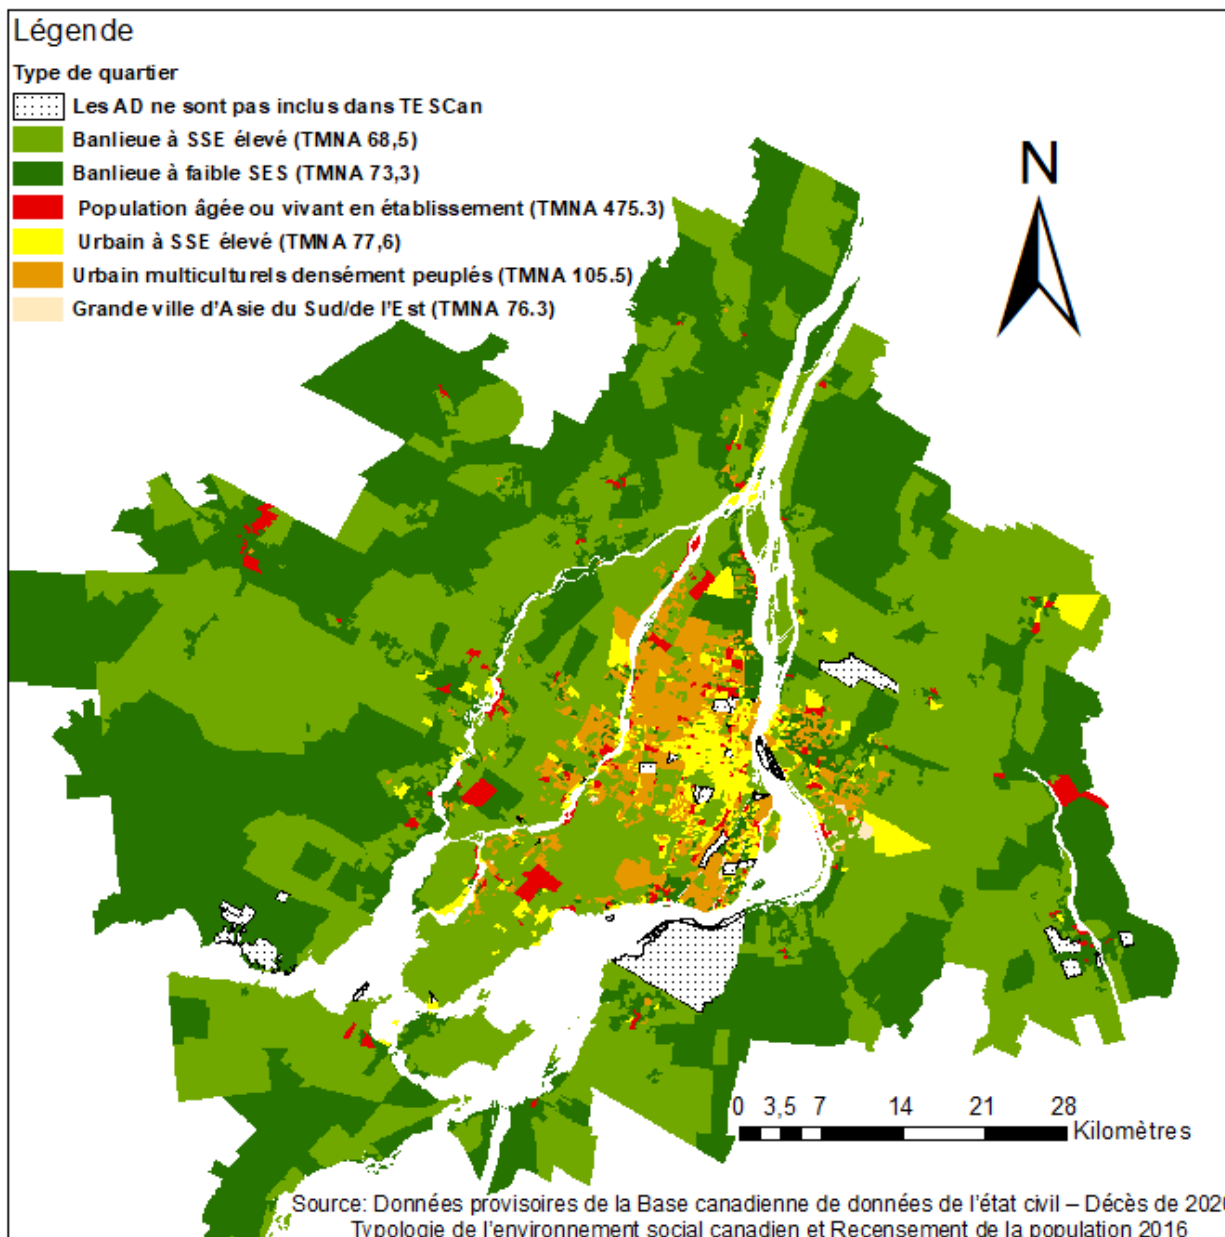 Légende
Type de quartier
Les AD ne sont pas inclus dans TESCan
Banlieue à SSE élevé (TMNA 68,5)
Banlieue à faible SES (TMNA 73,3)
Population âgée ou vivant en établissement (TMNA 475.3)
Urbain à SSE élevé (TMNA 77,6)
Urbain multiculturels densément peuplés (TMNA 105.5)
Grande ville d'Asie du Sud/de l'Est (TMNA 76.3)
N
0 3,5 7 14 21 28
Kilomètres
Source: Données provisoires de la Base canadienne de données de l'état civil – Décès de 2020
Typologie de l'environnement social canadien et Recensement de la population 2016